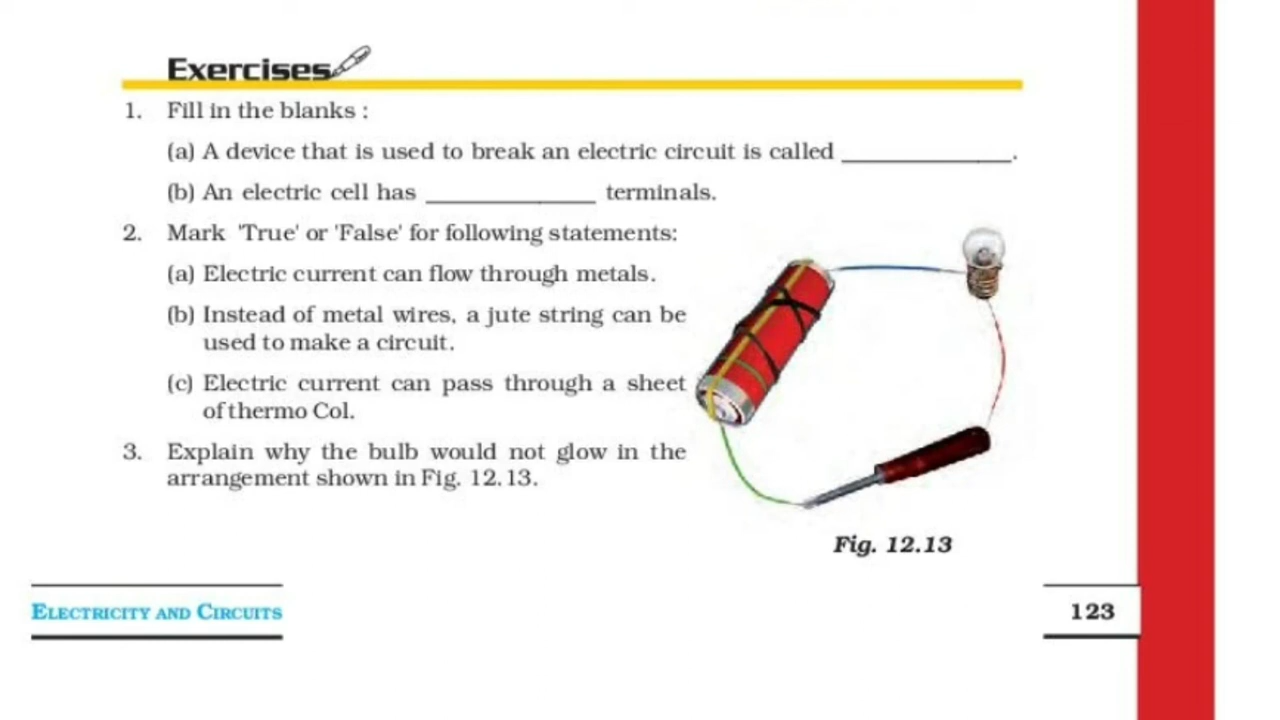 Exercises
1. Fill in the blanks :
(a) A device that is used to break an electric circuit is called ______________.
(b) An electric cell has ______________ terminals.
2. Mark 'True' or 'False' for following statements:
(a) Electric current can flow through metals.
(b) Instead of metal wires, a jute string can be
used to make a circuit.
(c) Electric current can pass through a sheet
of thermo Col.
3. Explain why the bulb would not glow in the
arrangement shown in Fig. 12.13.
Fig. 12.13
ELECTRICITY AND CIRCUITS
123